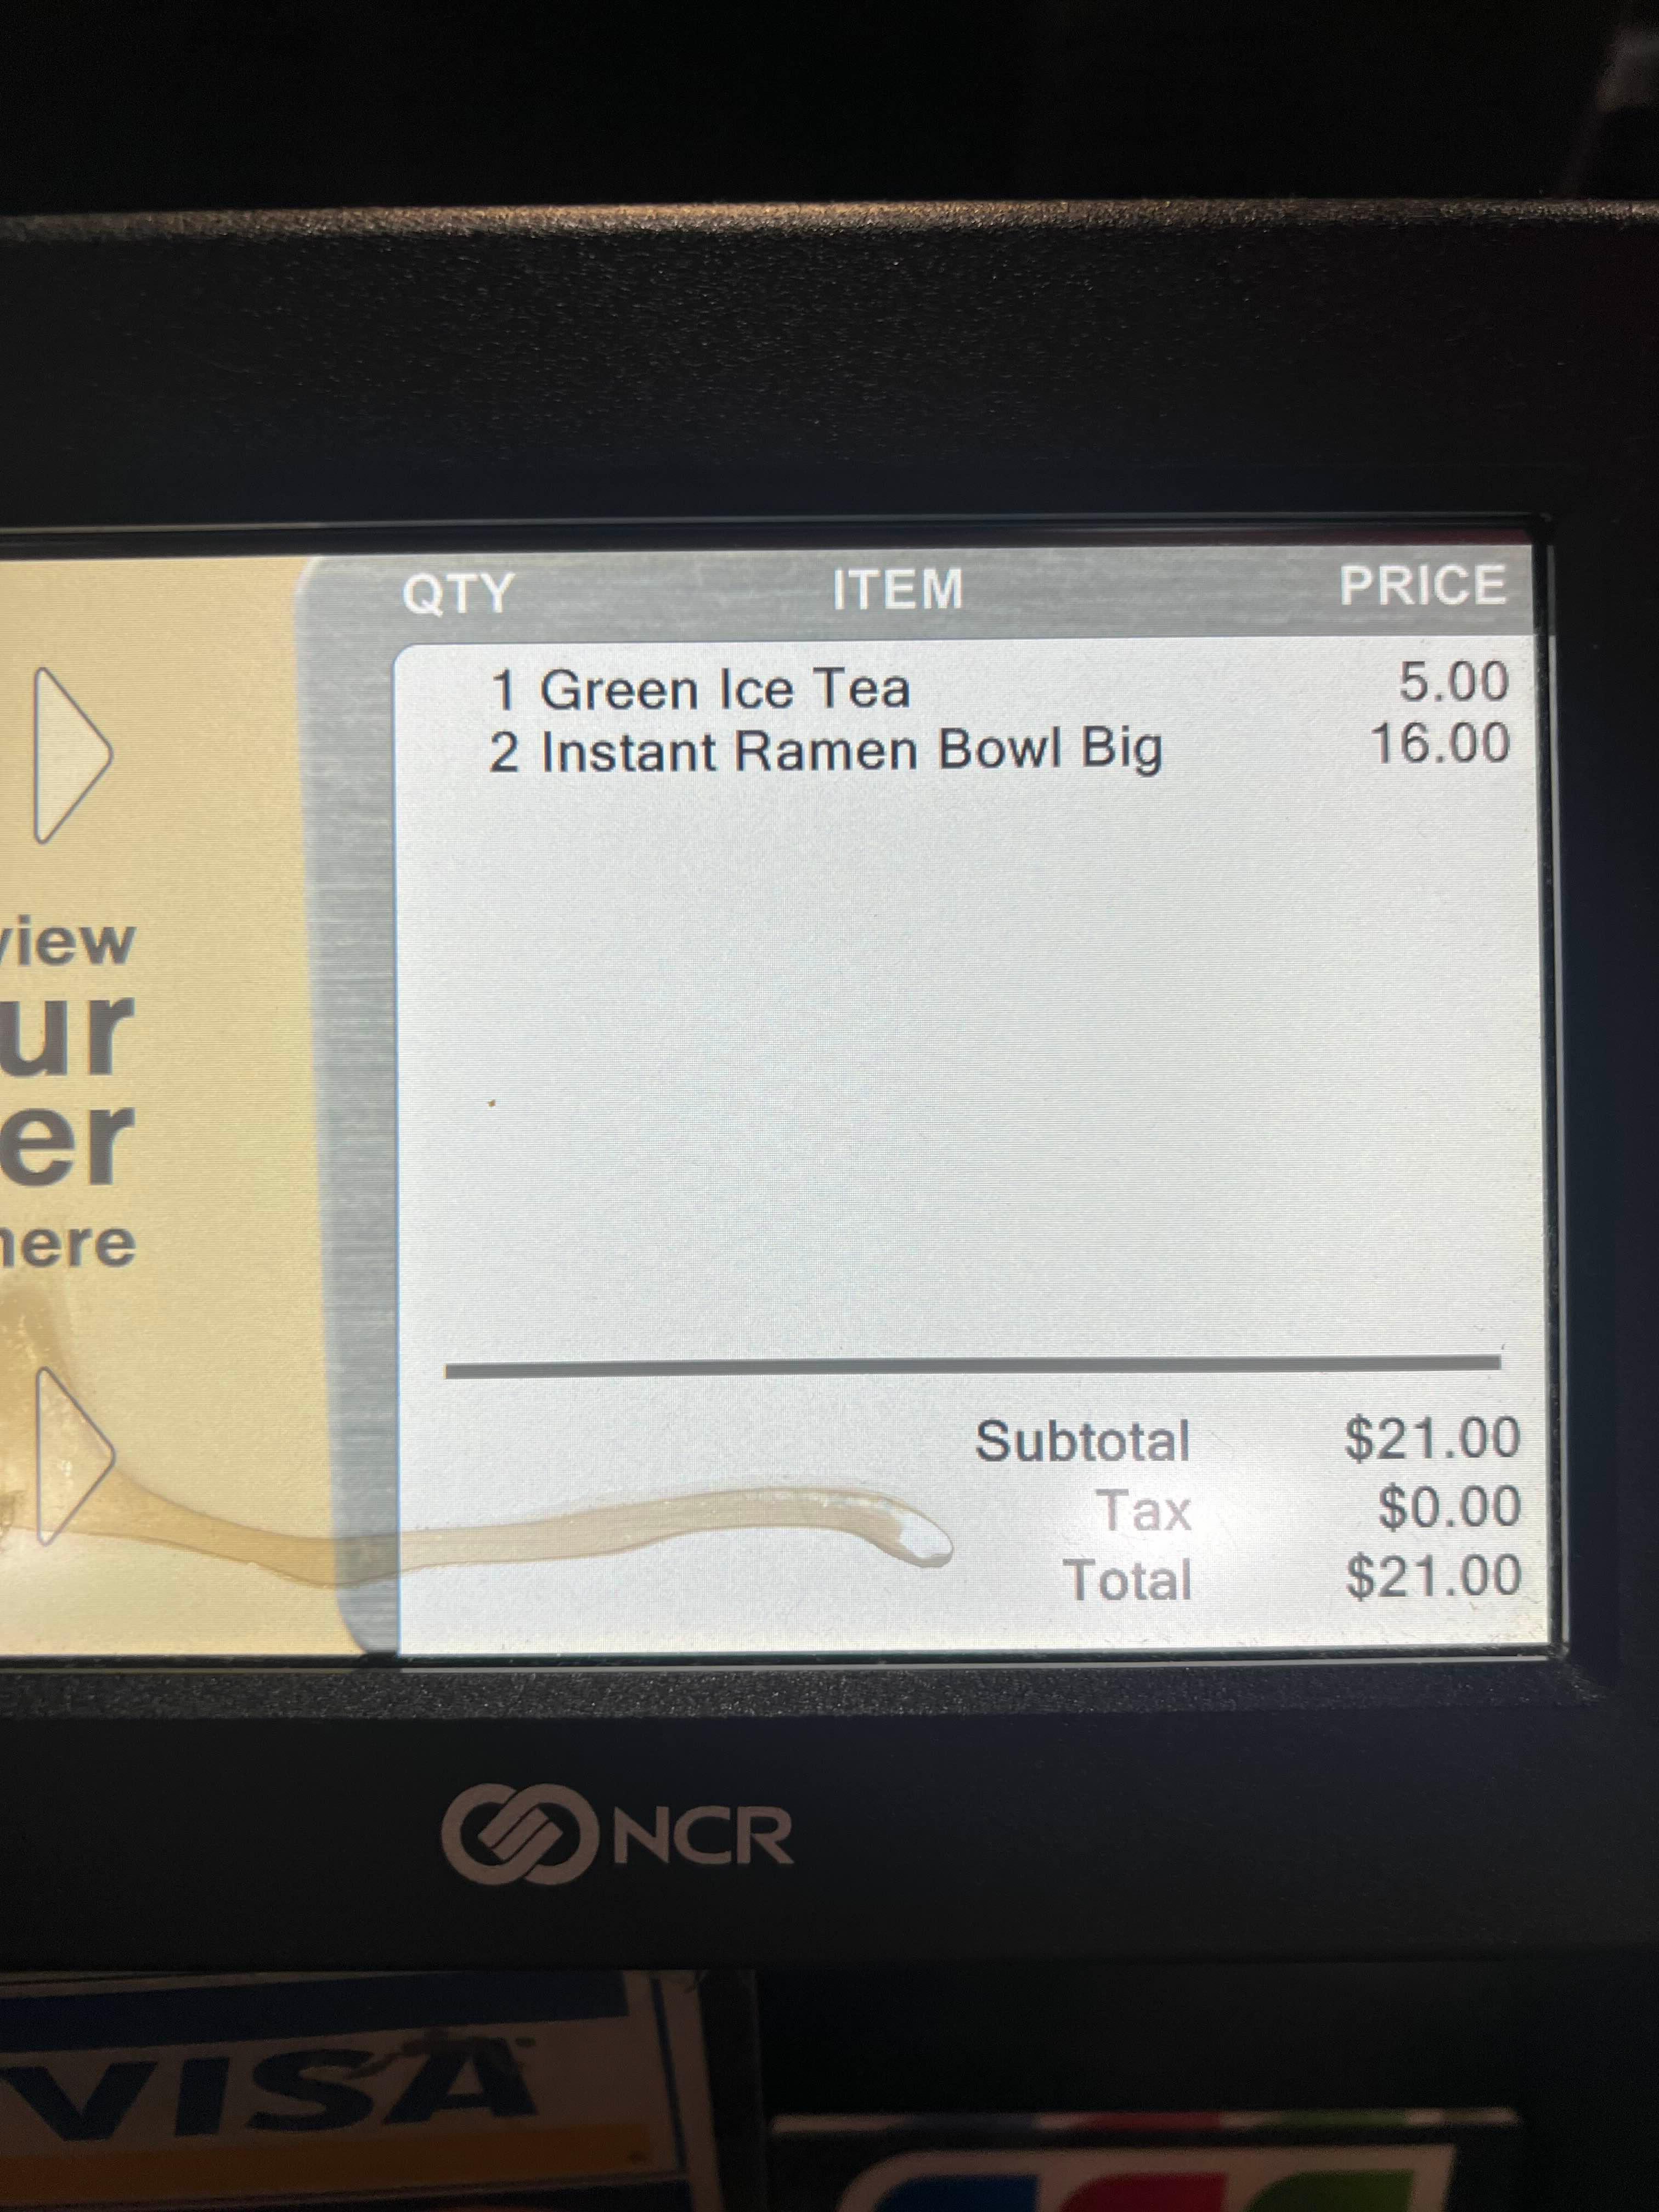 QTY ITEM PRICE
1 Green Ice Tea 5.00
2 Instant Ramen Bowl Big 16.00
view
ur
er
here
Subtotal $21.00
Tax $0.00
Total $21.00
NCR
VISA